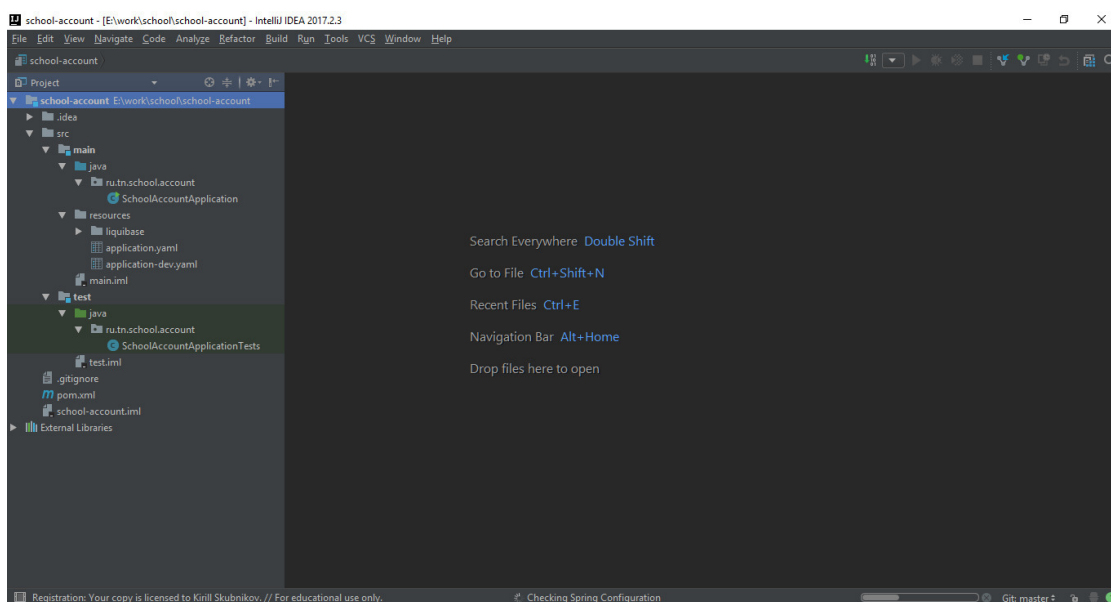 school-account - [E:\work\school\school-account] - IntelliJ IDEA 2017.2.3
File Edit View Navigate Code Analyze Refactor Build Run Tools VCS Window Help
school-account
Project
school-account E:\work\school\school-account
.idea
src
main
java
ru.tn.school.account
SchoolAccountApplication
resources
liquibase
application.yaml
application-dev.yaml
main.iml
test
java
ru.tn.school.account
SchoolAccountApplicationTests
test.iml
.gitignore
pom.xml
school-account.iml
External Libraries
Search Everywhere Double Shift
Go to File Ctrl+Shift+N
Recent Files Ctrl+E
Navigation Bar Alt+Home
Drop files here to open
Registration: Your copy is licensed to Kirill Skubnikov. // For educational use only. Checking Spring Configuration Git: master